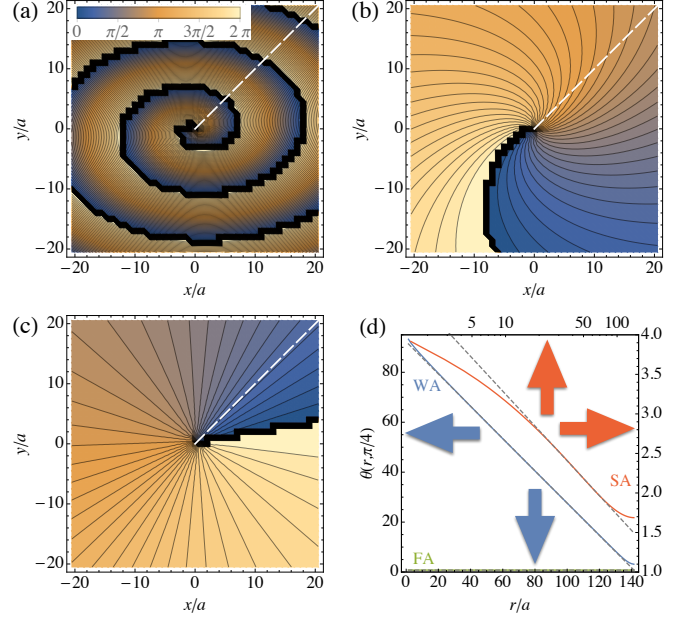 (a)
0 π/2 π 3π/2 2 π
20
10
0
−10
−20
y/a
−20 −10 0 10 20
x/a
(b)
20
10
0
−10
−20
y/a
−20 −10 0 10 20
x/a
(c)
20
10
0
−10
−20
y/a
−20 −10 0 10 20
x/a
(d)
5 10 50 100
80
60
40
20
0
θ(r,π/4)
4.0
3.5
3.0
2.5
2.0
1.5
1.0
WA
SA
FA
0 20 40 60 80 100 120 140
r/a